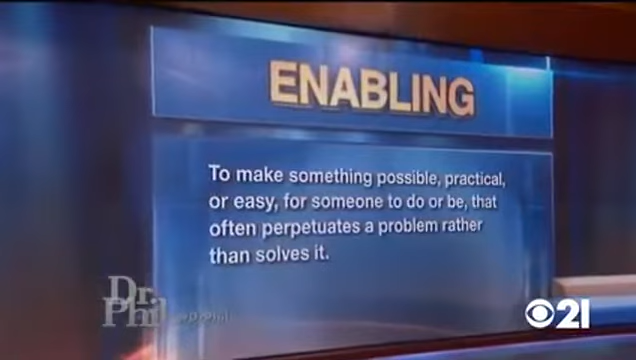 ENABLING
To make something possible, practical,
or easy, for someone to do or be, that
often perpetuates a problem rather
than solves it.
Dr.
Phil
21